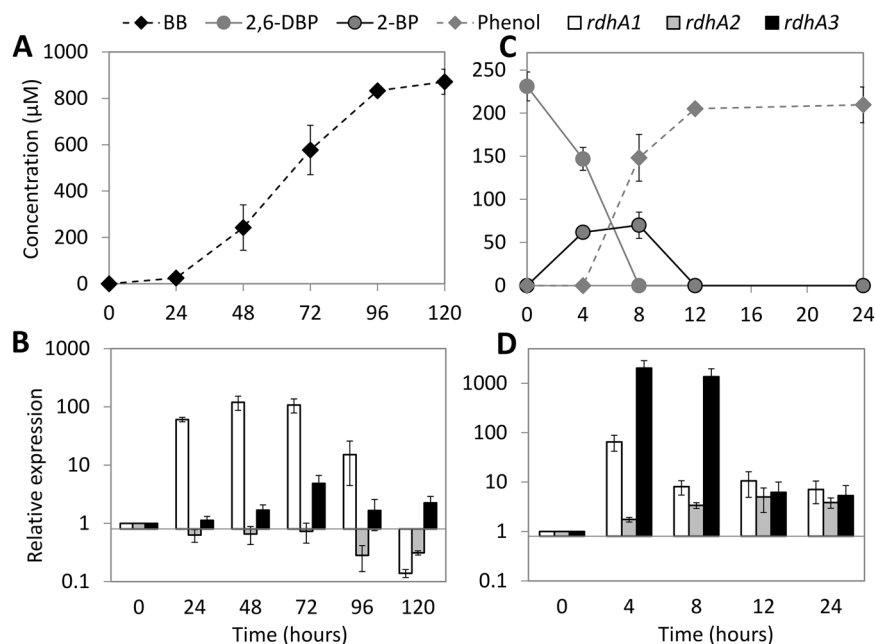 BB 2,6-DBP 2-BP Phenol rdhA1 rdhA2 rdhA3
A
Concentration (µM)
1000
800
600
400
200
0
0 24 48 72 96 120
C
250
200
150
100
50
0
0 4 8 12 16 20 24
B
Relative expression
1000
100
10
1
0.1
0 24 48 72 96 120
Time (hours)
D
1000
100
10
1
0.1
0 4 8 12 24
Time (hours)